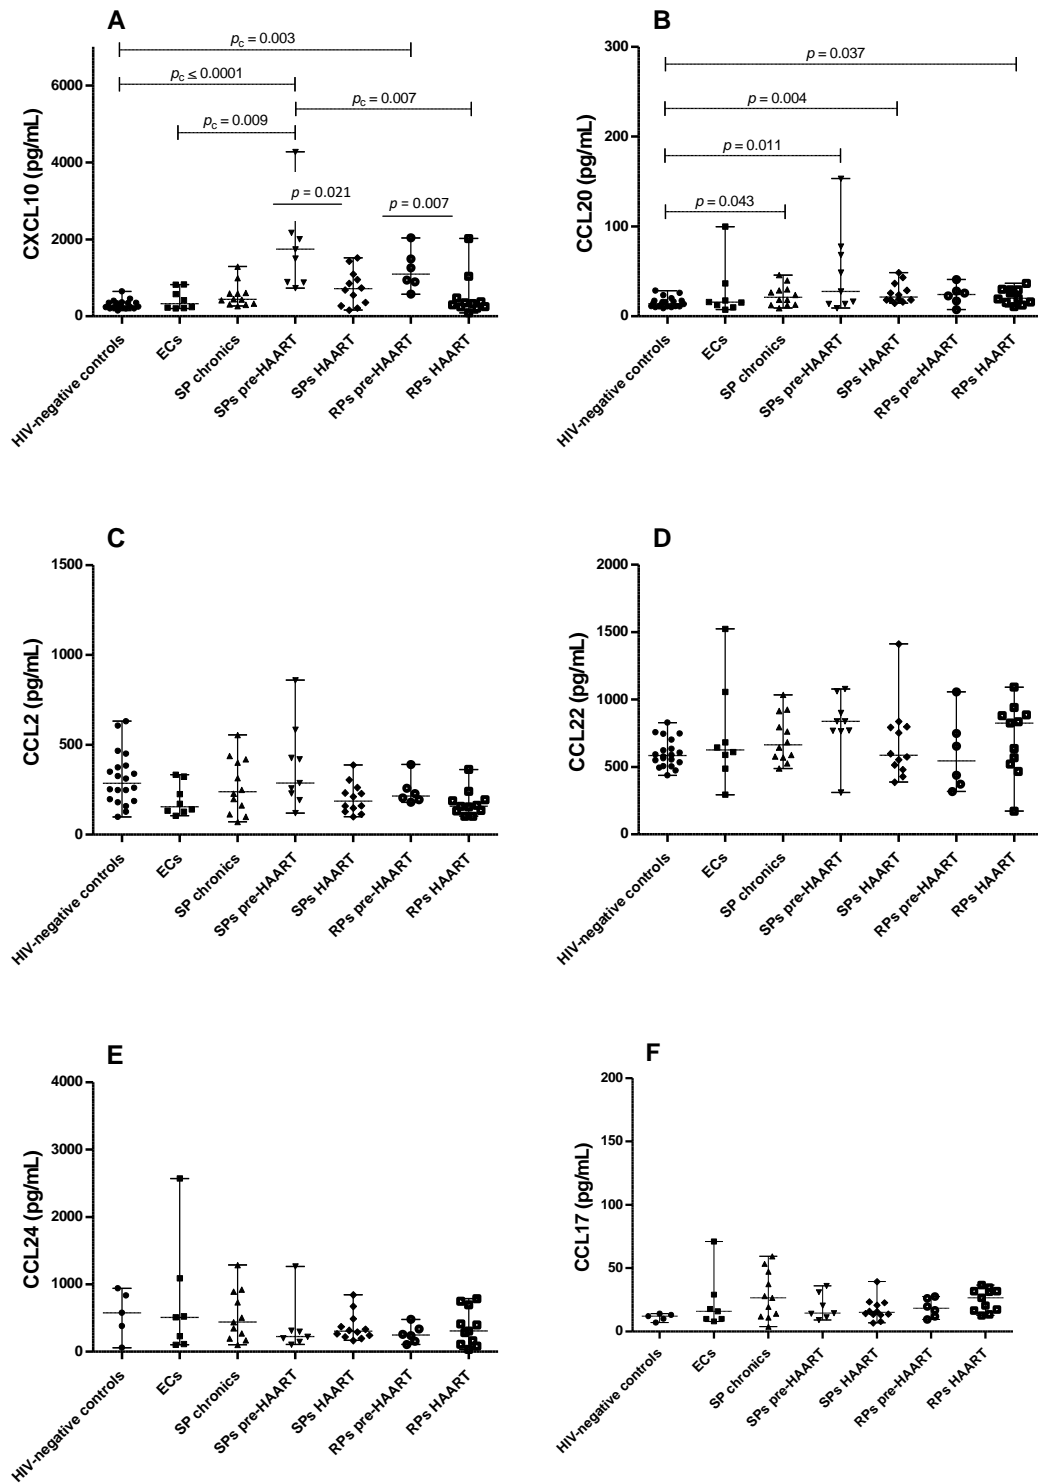 A
CXCL10 (pg/mL)
6000
4000
2000
0
pc = 0.003
pc ≤ 0.0001
pc = 0.007
pc = 0.009
p = 0.021
p = 0.007
HIV-negative controls
ECs
SP chronics
SPs pre-HAART
SPs HAART
RPs pre-HAART
RPs HAART
B
CCL20 (pg/mL)
300
200
100
0
p = 0.037
p = 0.004
p = 0.011
p = 0.043
HIV-negative controls
ECs
SP chronics
SPs pre-HAART
SPs HAART
RPs pre-HAART
RPs HAART
C
CCL2 (pg/mL)
1500
1000
500
0
HIV-negative controls
ECs
SP chronics
SPs pre-HAART
SPs HAART
RPs pre-HAART
RPs HAART
D
CCL22 (pg/mL)
2000
1500
1000
500
0
HIV-negative controls
ECs
SP chronics
SPs pre-HAART
SPs HAART
RPs pre-HAART
RPs HAART
E
CCL24 (pg/mL)
4000
3000
2000
1000
0
HIV-negative controls
ECs
SP chronics
SPs pre-HAART
SPs HAART
RPs pre-HAART
RPs HAART
F
CCL17 (pg/mL)
200
150
100
50
0
HIV-negative controls
ECs
SP chronics
SPs pre-HAART
SPs HAART
RPs pre-HAART
RPs HAART